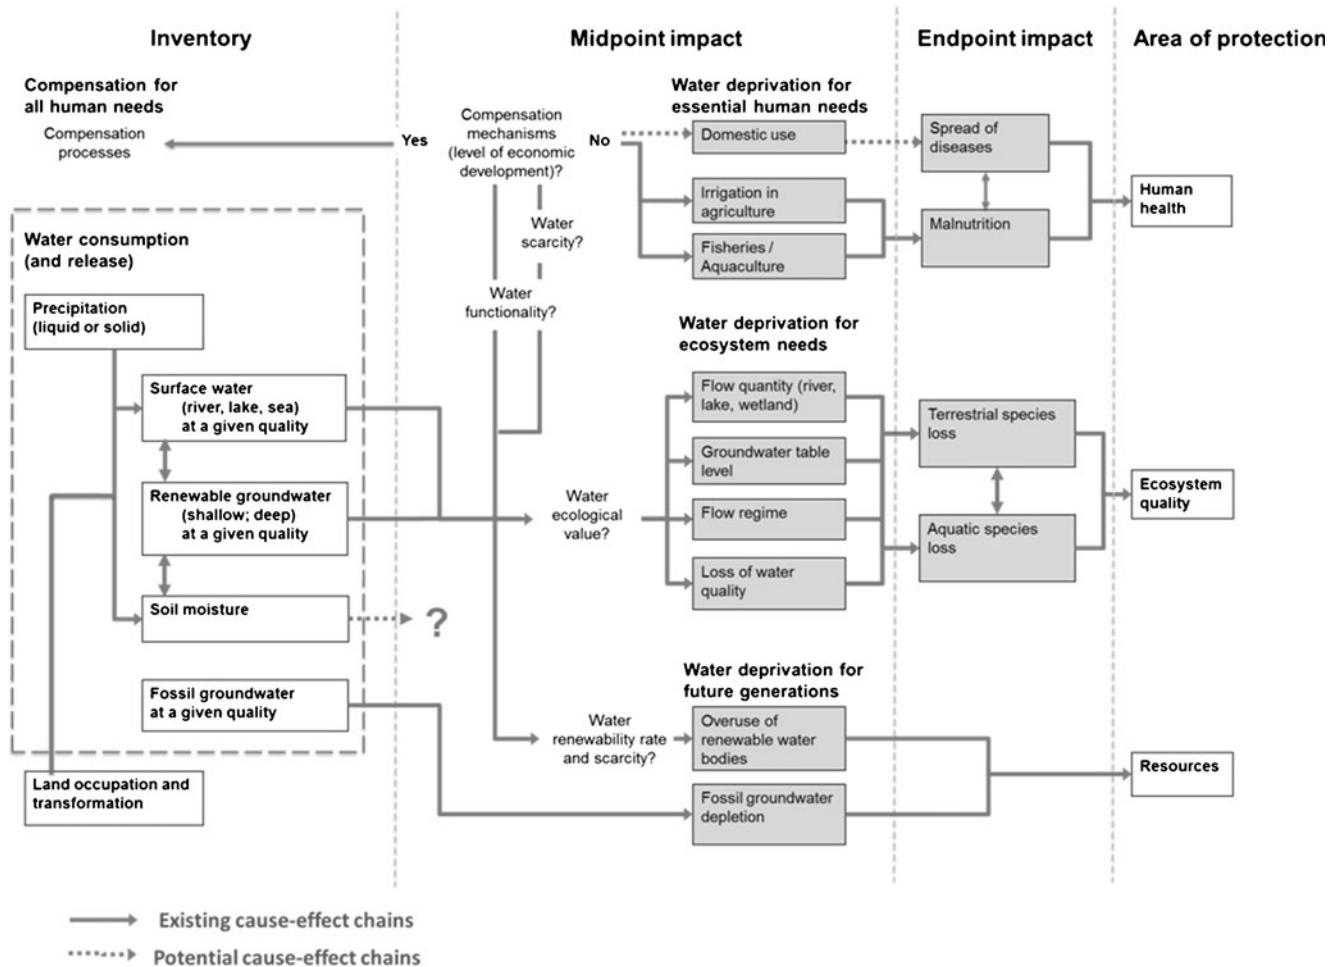 Inventory
Midpoint impact
Endpoint impact
Area of protection
Compensation for
all human needs
Compensation
processes
Yes
Compensation
mechanisms
(level of economic
development)?
No
Water
scarcity?
Water
functionality?
Water deprivation for
essential human needs
Domestic use
Irrigation in
agriculture
Fisheries /
Aquaculture
Spread of
diseases
Malnutrition
Human
health
Water consumption
(and release)
Precipitation
(liquid or solid)
Surface water
(river, lake, sea)
at a given quality
Renewable groundwater
(shallow; deep)
at a given quality
Soil moisture
?
Fossil groundwater
at a given quality
Land occupation and
transformation
Water
ecological
value?
Water deprivation for
ecosystem needs
Flow quantity (river,
lake, wetland)
Groundwater table
level
Flow regime
Loss of water
quality
Terrestrial species
loss
Aquatic species
loss
Ecosystem
quality
Water
renewability rate
and scarcity?
Water deprivation for
future generations
Overuse of
renewable water
bodies
Fossil groundwater
depletion
Resources
Existing cause-effect chains
Potential cause-effect chains